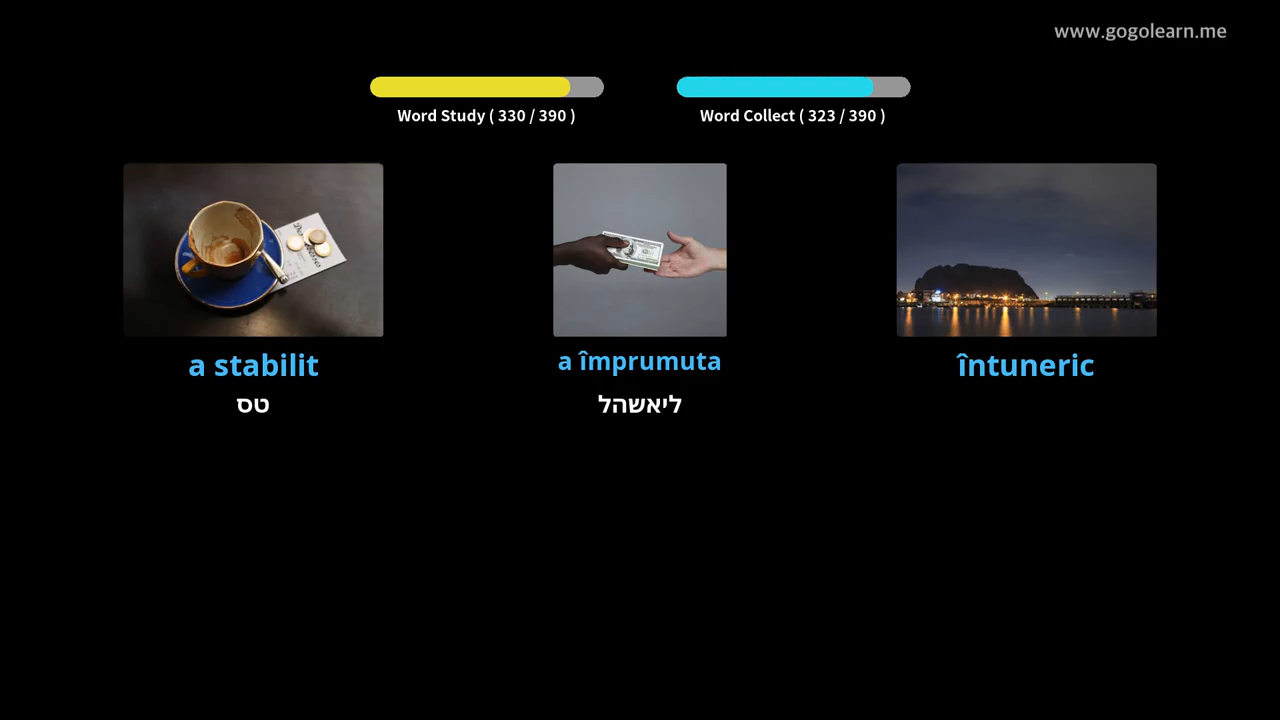 www.gogolearn.me
Word Study ( 330 / 390 )
Word Collect ( 323 / 390 )
a stabilit
טס
a împrumuta
ליאשהל
întuneric